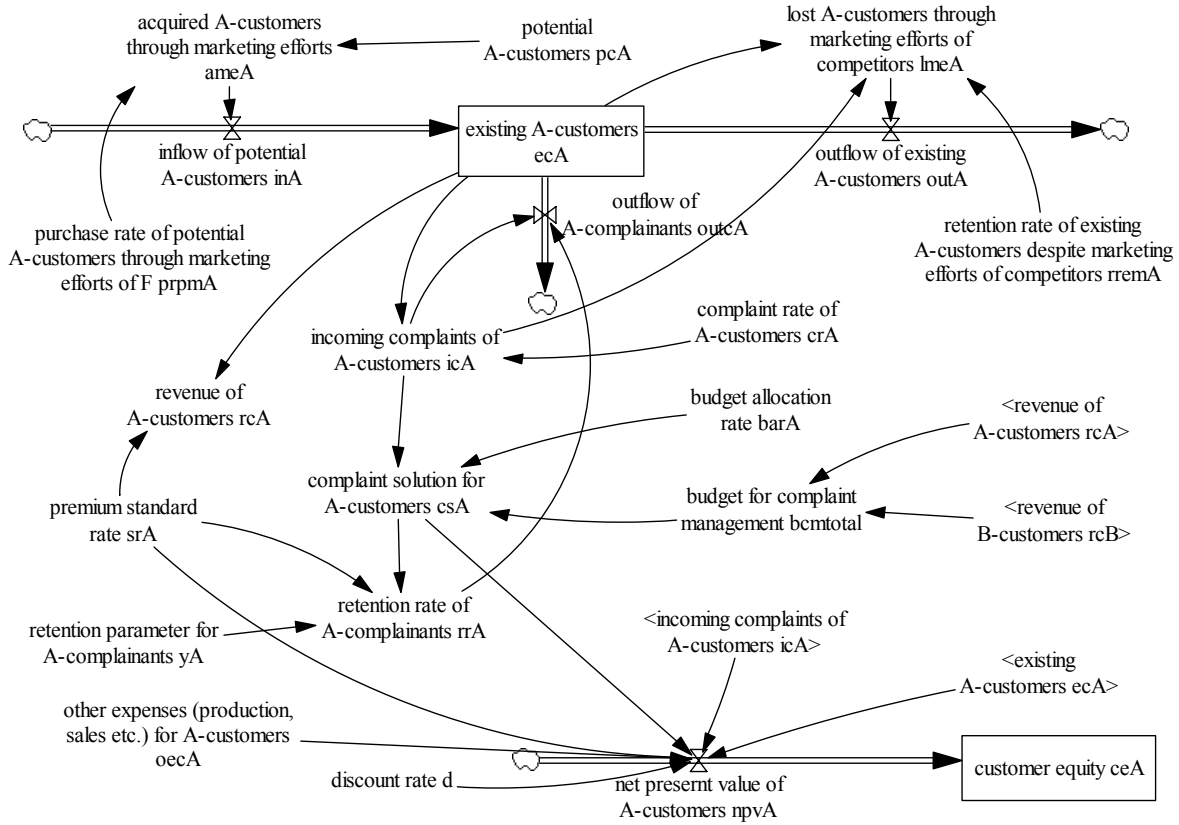 acquired A-customers
through marketing efforts
ameA
potential
A-customers pcA
lost A-customers through
marketing efforts of
competitors lmeA
existing A-customers
ecA
inflow of potential
A-customers inA
outflow of existing
A-customers outA
outflow of
A-complainants outcA
purchase rate of potential
A-customers through marketing
efforts of F prpmA
retention rate of existing
A-customers despite marketing
efforts of competitors rremA
incoming complaints of
A-customers icA
complaint rate of
A-customers crA
revenue of
A-customers rcA
budget allocation
rate barA
<revenue of
A-customers rcA>
complaint solution for
A-customers csA
premium standard
rate srA
budget for complaint
management bcmtotal
<revenue of
B-customers rcB>
retention rate of
A-complainants rrA
retention parameter for
A-complainants yA
<incoming complaints of
A-customers icA>
<existing
A-customers ecA>
other expenses (production,
sales etc.) for A-customers
oecA
discount rate d
net presernt value of
A-customers npvA
customer equity ceA